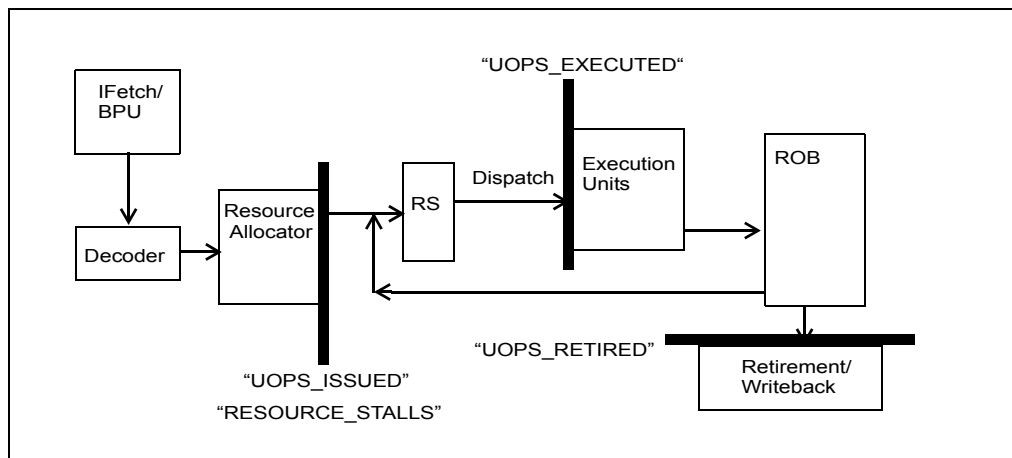 “UOPS_EXECUTED“
IFetch/
BPU
Dispatch
Execution
Units
ROB
RS
Resource
Allocator
Decoder
“UOPS_RETIRED”
Retirement/
Writeback
“UOPS_ISSUED”
“RESOURCE_STALLS”